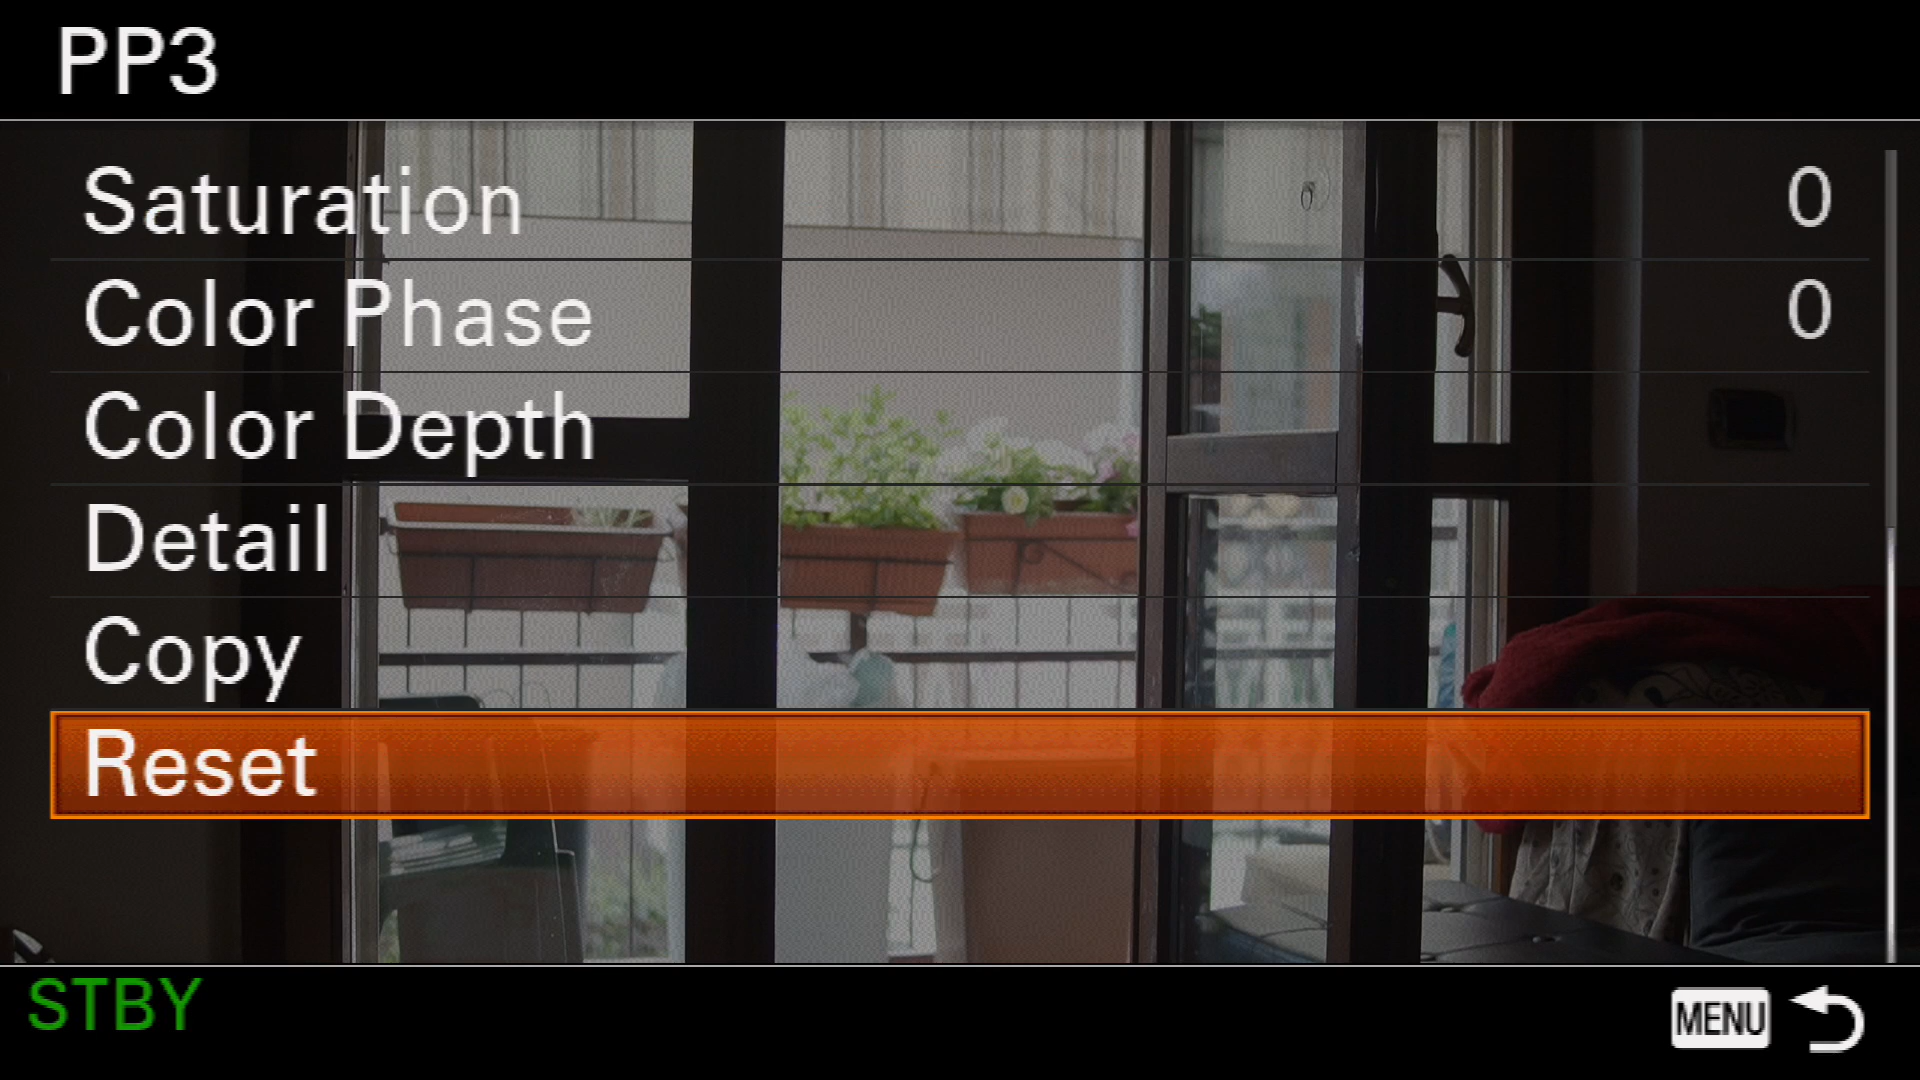 PP3
Saturation 0
Color Phase 0
Color Depth
Detail
Copy
Reset
STBY
MENU